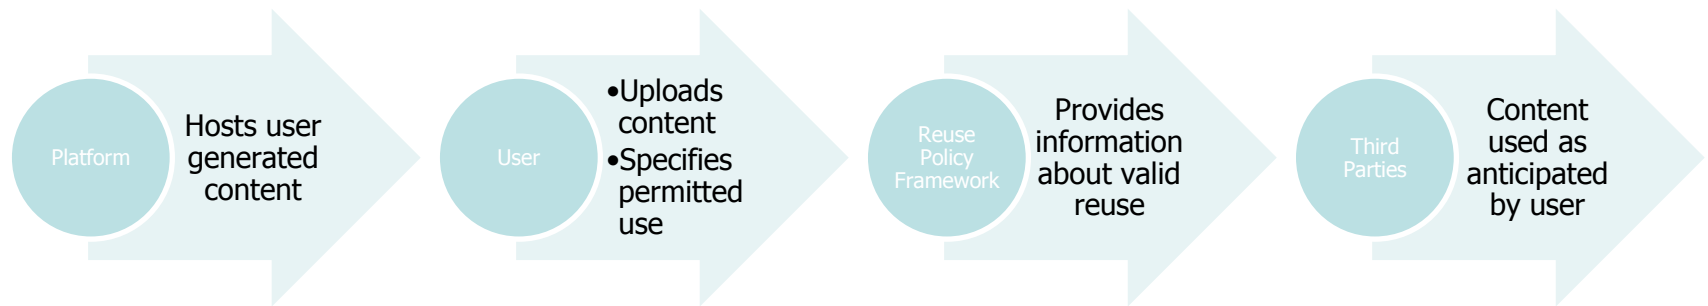 Platform
Hosts user
generated
content
User
•Uploads
content
•Specifies
permitted
use
Reuse
Policy
Framework
Provides
information
about valid
reuse
Third
Parties
Content
used as
anticipated
by user